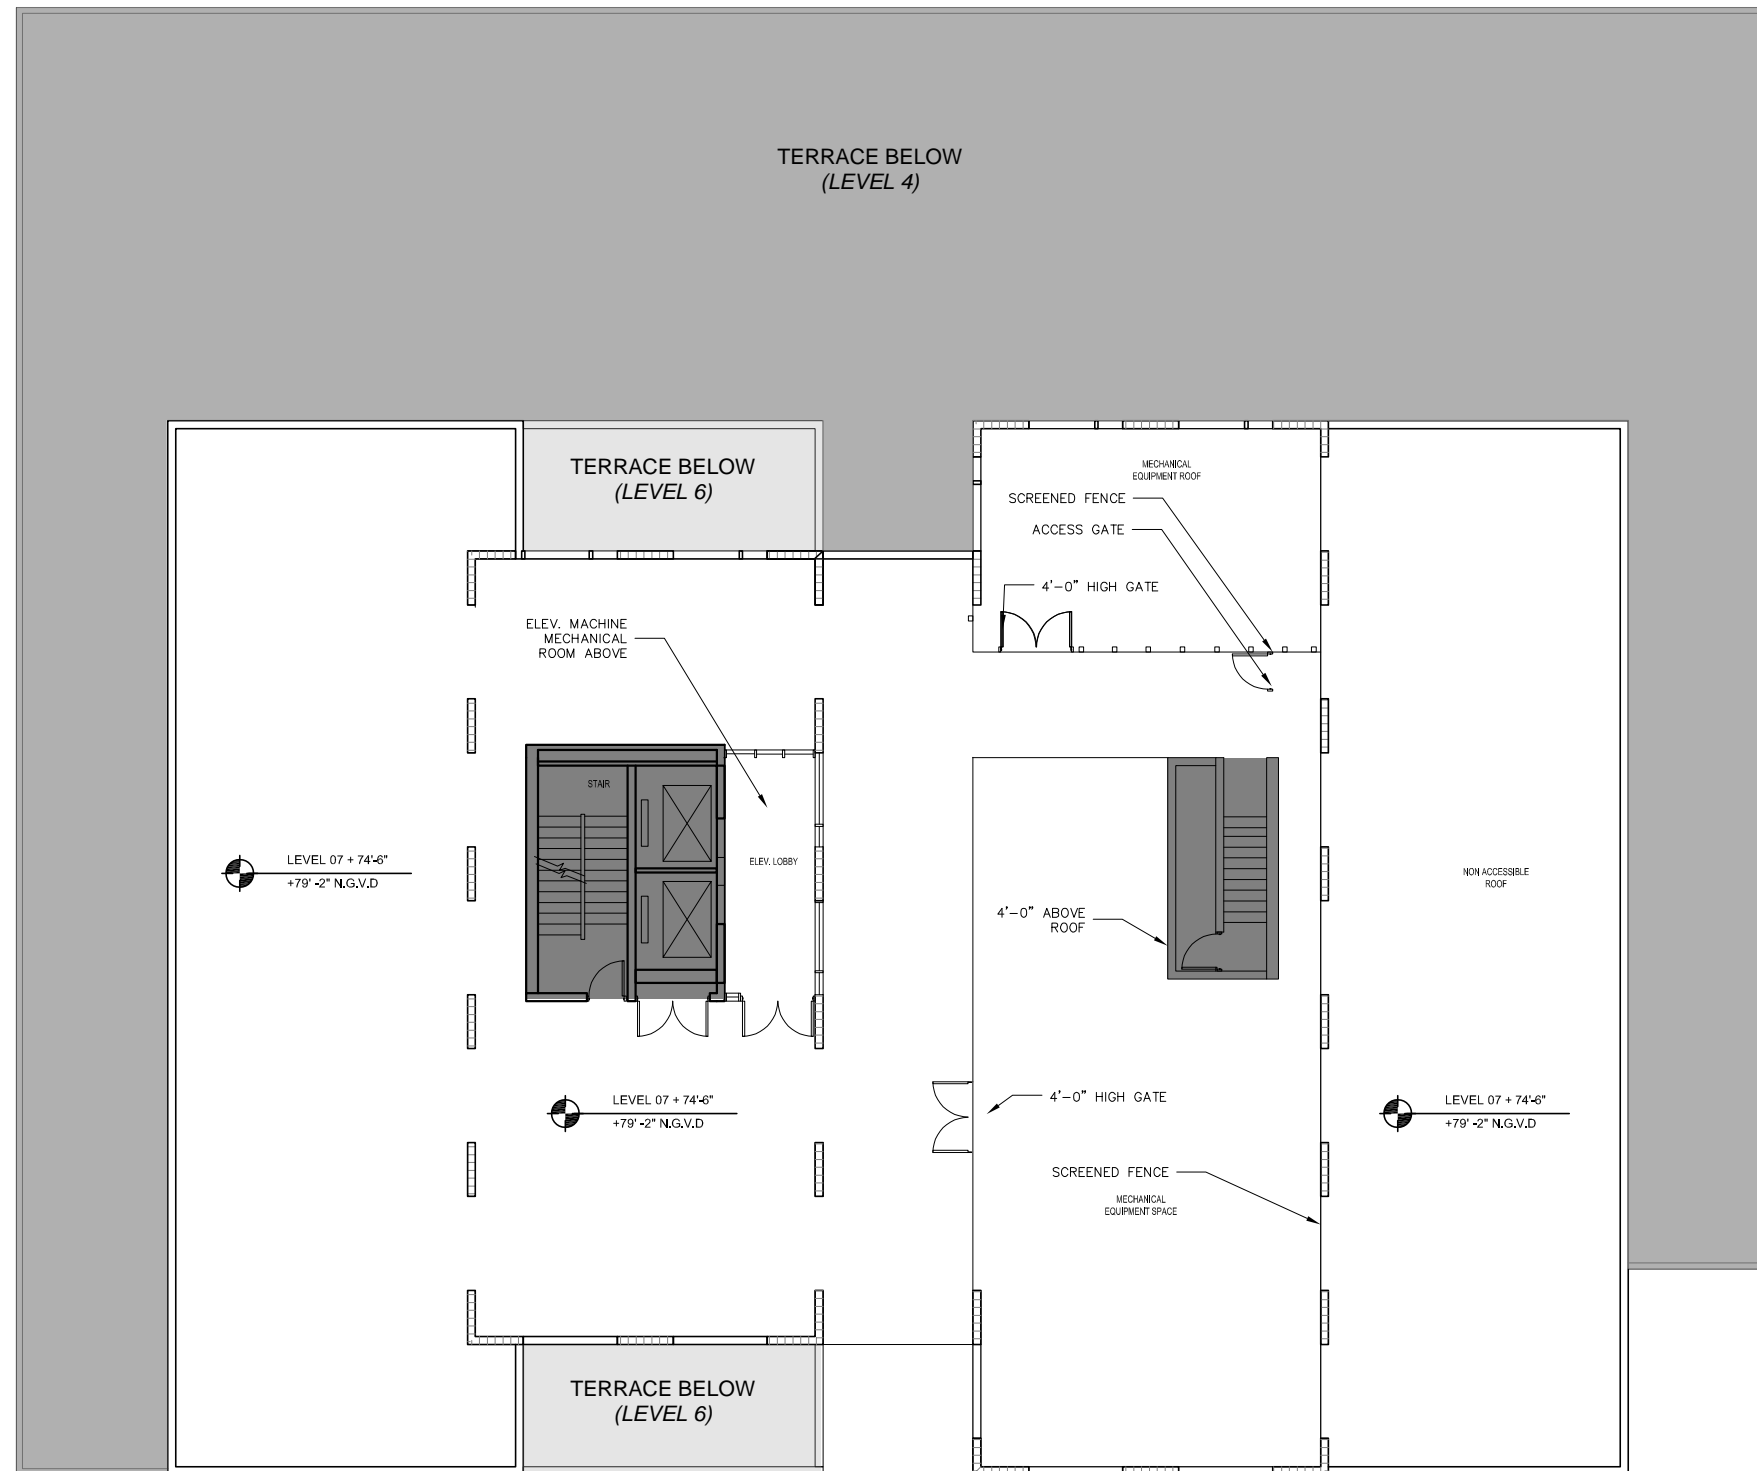 TERRACE BELOW
(LEVEL 4)
TERRACE BELOW
(LEVEL 6)
MECHANICAL
EQUIPMENT ROOF
SCREENED FENCE
ACCESS GATE
4'-0" HIGH GATE
ELEV. MACHINE
MECHANICAL
ROOM ABOVE
STAIR
ELEV. LOBBY
LEVEL 07 + 74'-6"
+79' -2" N.G.V.D
NON ACCESSIBLE
ROOF
4'-0" ABOVE
ROOF
4'-0" HIGH GATE
LEVEL 07 + 74'-6"
+79' -2" N.G.V.D
LEVEL 07 + 74'-6"
+79' -2" N.G.V.D
SCREENED FENCE
MECHANICAL
EQUIPMENT SPACE
TERRACE BELOW
(LEVEL 6)